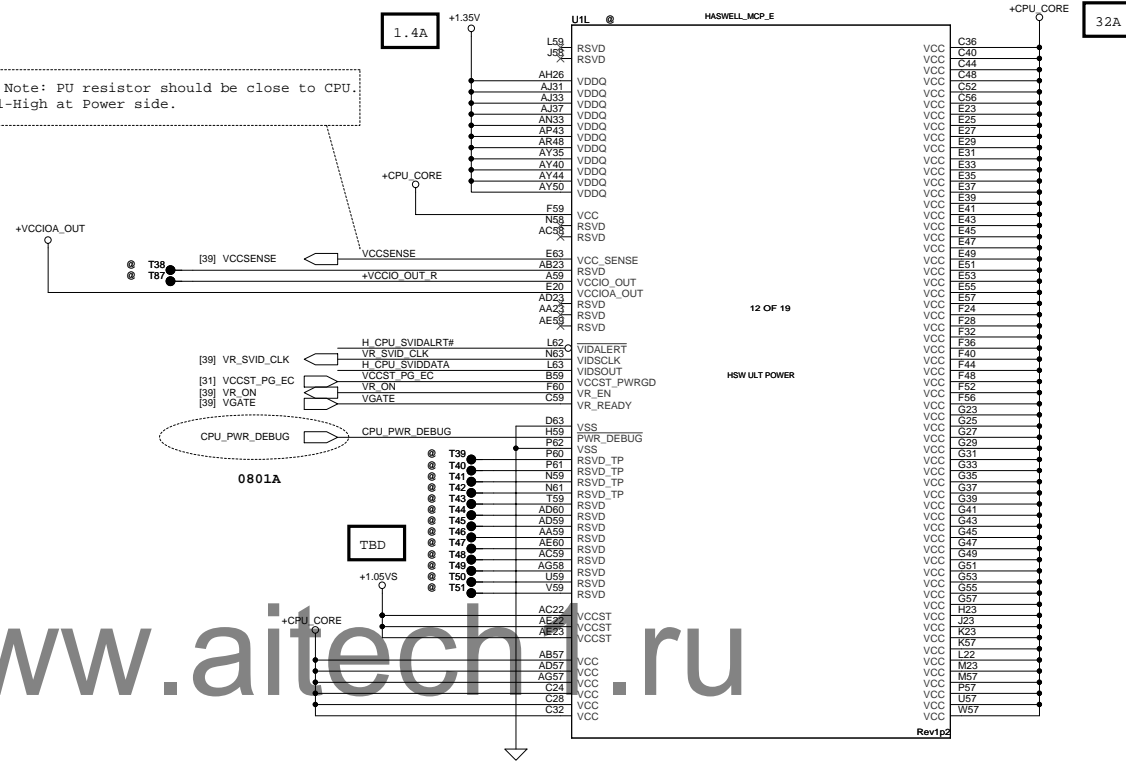 +CPU_CORE
32A
1.4A
+1.35V
U1L @ HASWELL_MCP_E
Note: PU resistor should be close to CPU.
l-High at Power side.
L59 RSVD
J58 RSVD
AH26 VDDQ
AJ31 VDDQ
AJ33 VDDQ
AJ37 VDDQ
AN33 VDDQ
AP43 VDDQ
AR48 VDDQ
AY35 VDDQ
AY40 VDDQ
AY44 VDDQ
AY50 VDDQ
+CPU_CORE
F59 VCC
N58 RSVD
AC58 RSVD
+VCCIOA_OUT
[39] VCCSENSE VCCSENSE E63 VCC_SENSE
@ T38 AB23 RSVD
@ T87 +VCCIO_OUT_R A59 VCCIO_OUT
E20 VCCIOA_OUT
AD23 RSVD
AA23 RSVD
AE59 RSVD
H_CPU_SVIDALRT# L62 VIDALERT
[39] VR_SVID_CLK VR_SVID_CLK N63 VIDSCLK
H_CPU_SVIDDATA L63 VIDSOUT
[31] VCCST_PG_EC VCCST_PG_EC B59 VCCST_PWRGD
[39] VR_ON VR_ON F60 VR_EN
[39] VGATE VGATE C59 VR_READY
D63 VSS
CPU_PWR_DEBUG CPU_PWR_DEBUG H59 PWR_DEBUG
P62 VSS
0801A
@ T39 P60 RSVD_TP
@ T40 P61 RSVD_TP
@ T41 N59 RSVD_TP
@ T42 N61 RSVD_TP
@ T43 T59 RSVD
@ T44 AD60 RSVD
@ T45 AD59 RSVD
@ T46 AA59 RSVD
@ T47 AE60 RSVD
@ T48 AC59 RSVD
@ T49 AG58 RSVD
@ T50 U59 RSVD
@ T51 V59 RSVD
TBD
+1.05VS
AC22 VCCST
AE22 VCCST
AE23 VCCST
+CPU_CORE
AB57 VCC
AD57 VCC
AG57 VCC
C24 VCC
C28 VCC
C32 VCC
12 OF 19
HSW ULT POWER
VCC C36
VCC C40
VCC C44
VCC C48
VCC C52
VCC C56
VCC E23
VCC E25
VCC E27
VCC E29
VCC E31
VCC E33
VCC E35
VCC E37
VCC E39
VCC E41
VCC E43
VCC E45
VCC E47
VCC E49
VCC E51
VCC E53
VCC E55
VCC E57
VCC F24
VCC F28
VCC F32
VCC F36
VCC F40
VCC F44
VCC F48
VCC F52
VCC F56
VCC G23
VCC G25
VCC G27
VCC G29
VCC G31
VCC G33
VCC G35
VCC G37
VCC G39
VCC G41
VCC G43
VCC G45
VCC G47
VCC G49
VCC G51
VCC G53
VCC G55
VCC G57
VCC H23
VCC J23
VCC K23
VCC K57
VCC L22
VCC M23
VCC M57
VCC P57
VCC U57
VCC W57
Rev1p2
ww.aitech1.ru